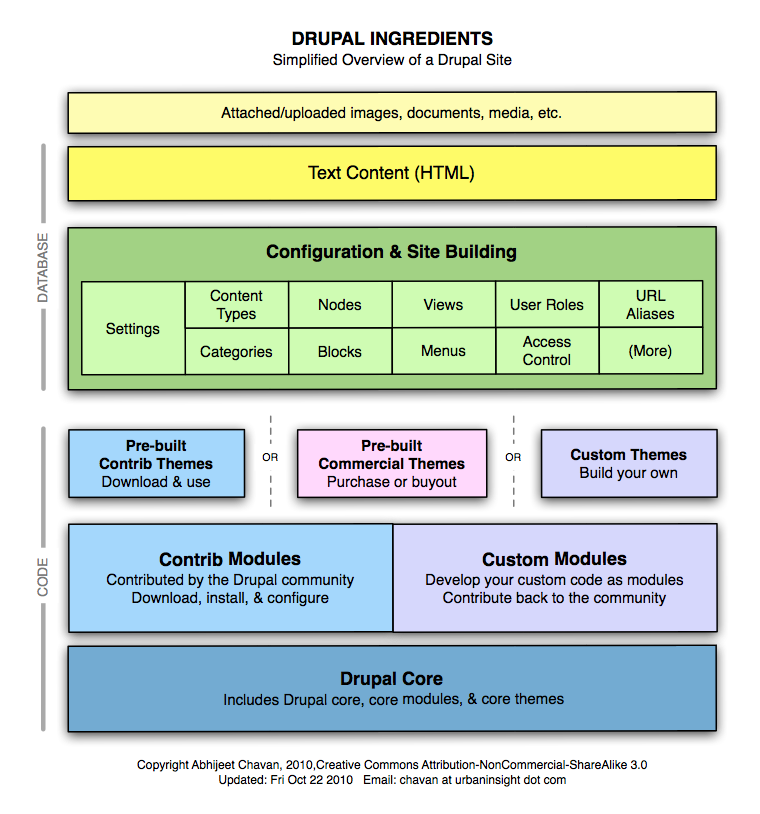 DRUPAL INGREDIENTS
Simplified Overview of a Drupal Site
Attached/uploaded images, documents, media, etc.
DATABASE
Text Content (HTML)
Configuration & Site Building
Settings
Content
Types
Nodes
Views
User Roles
URL
Aliases
Categories
Blocks
Menus
Access
Control
(More)
CODE
Pre-built
Contrib Themes
Download & use
OR
Pre-built
Commercial Themes
Purchase or buyout
OR
Custom Themes
Build your own
Contrib Modules
Contributed by the Drupal community
Download, install, & configure
Custom Modules
Develop your custom code as modules
Contribute back to the community
Drupal Core
Includes Drupal core, core modules, & core themes
Copyright Abhijeet Chavan, 2010,Creative Commons Attribution-NonCommercial-ShareAlike 3.0
Updated: Fri Oct 22 2010 Email: chavan at urbaninsight dot com